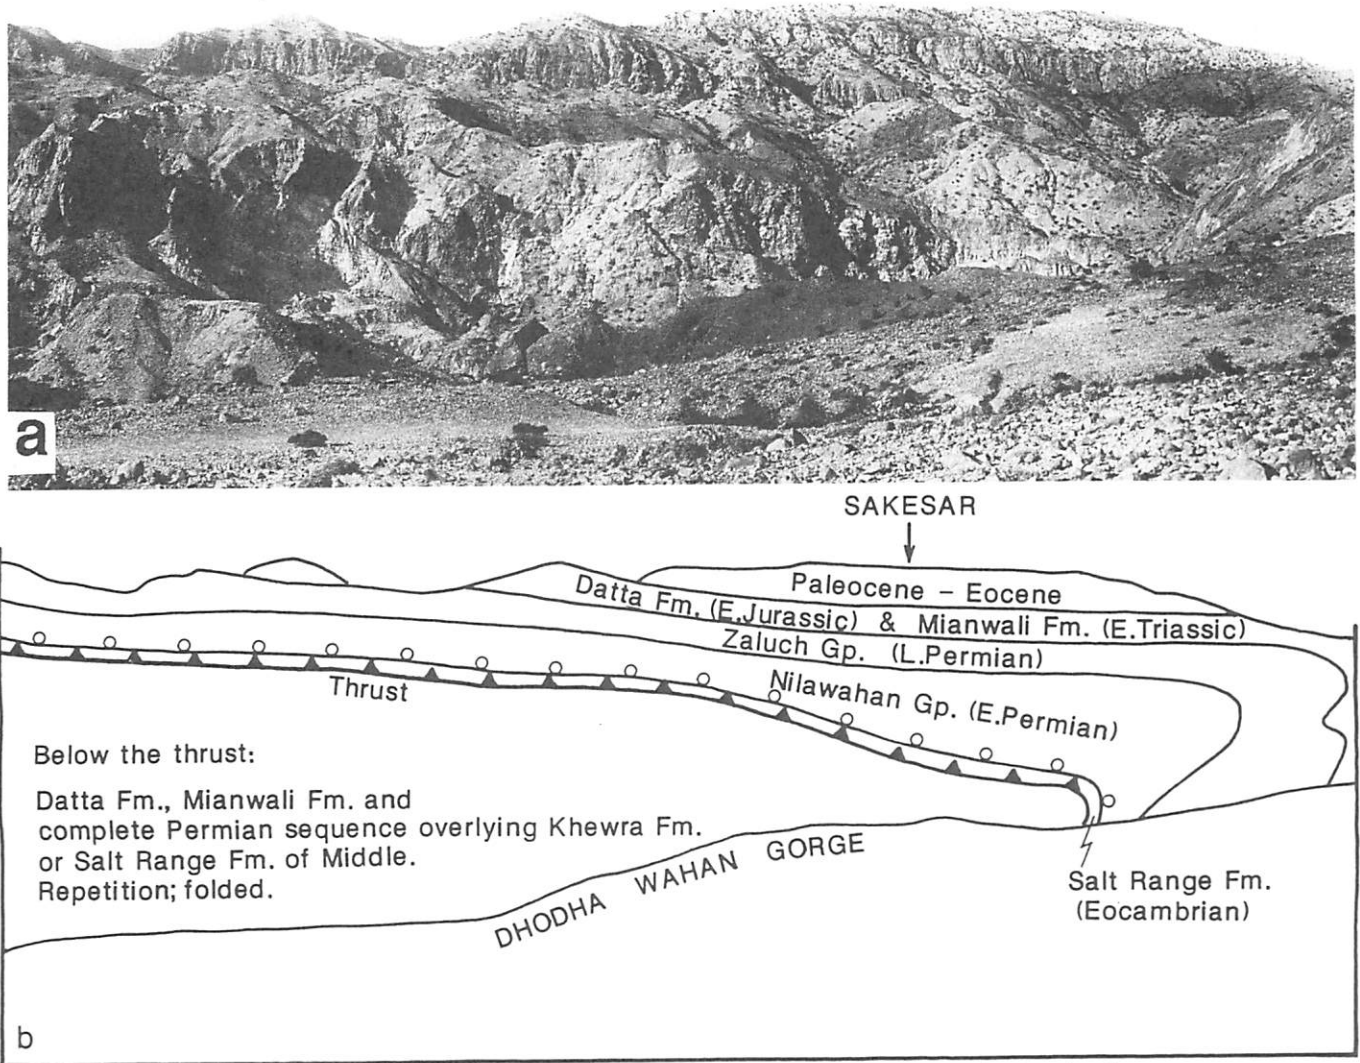 a
SAKESAR
Paleocene – Eocene
Datta Fm. (E.Jurassic) & Mianwali Fm. (E.Triassic)
Zaluch Gp. (L.Permian)
Nilawahan Gp. (E.Permian)
Thrust
Below the thrust:
Datta Fm., Mianwali Fm. and
complete Permian sequence overlying Khewra Fm.
or Salt Range Fm. of Middle.
Repetition; folded.
DHODHA WAHAN GORGE
Salt Range Fm.
(Eocambrian)
b